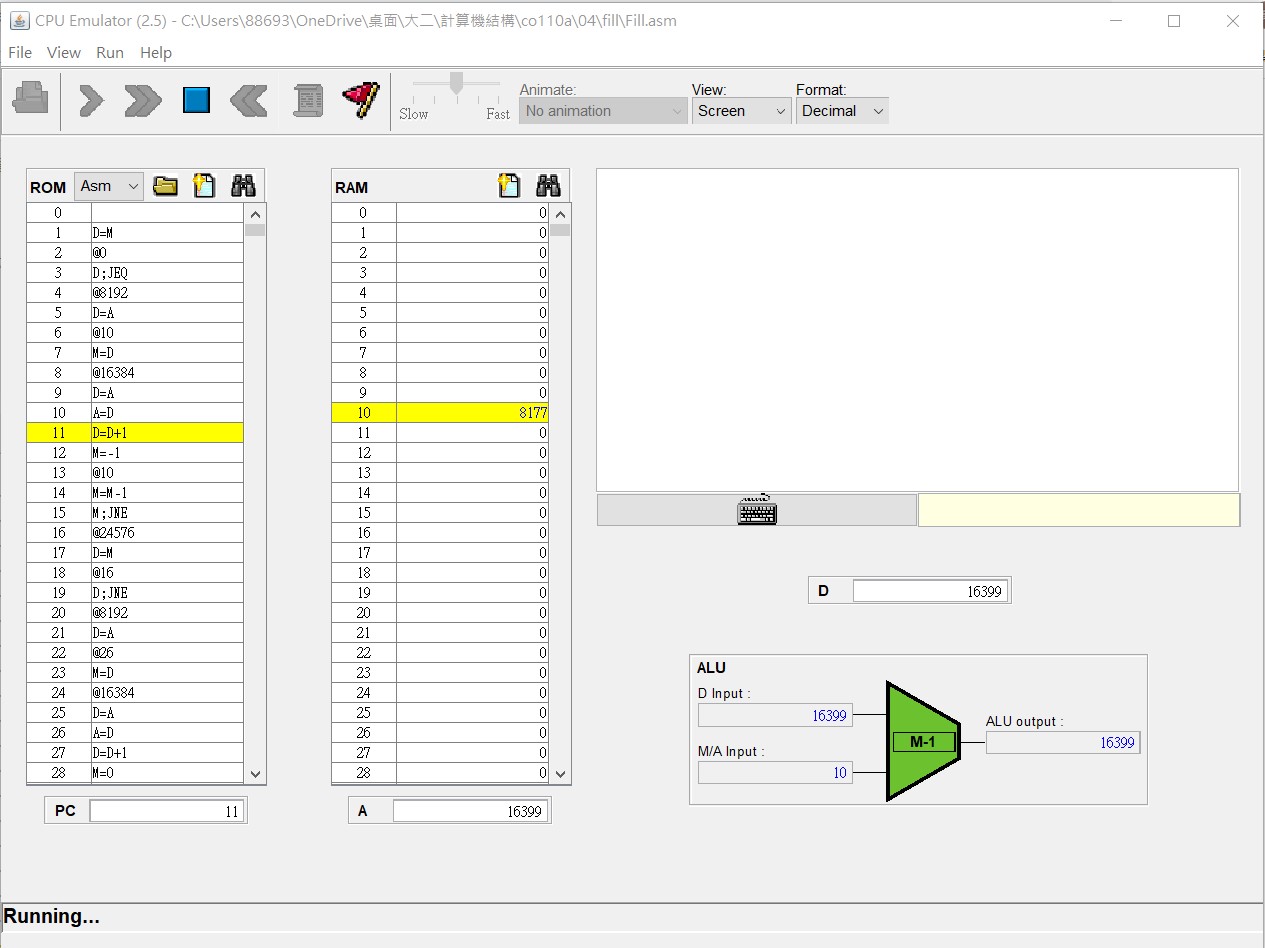 CPU Emulator (2.5) - C:\Users\88693\OneDrive\桌面\大二\計算機結構\co110a\04\fill\Fill.asm
File View Run Help
Slow Fast
Animate:
No animation
View:
Screen
Format:
Decimal
ROM Asm
0
1 D=M
2 @0
3 D;JEQ
4 @8192
5 D=A
6 @10
7 M=D
8 @16384
9 D=A
10 A=D
11 D=D+1
12 M=-1
13 @10
14 M=M-1
15 M;JNE
16 @24576
17 D=M
18 @16
19 D;JNE
20 @8192
21 D=A
22 @26
23 M=D
24 @16384
25 D=A
26 A=D
27 D=D+1
28 M=0
PC 11
RAM
0 0
1 0
2 0
3 0
4 0
5 0
6 0
7 0
8 0
9 0
10 8177
11 0
12 0
13 0
14 0
15 0
16 0
17 0
18 0
19 0
20 0
21 0
22 0
23 0
24 0
25 0
26 0
27 0
28 0
A 16399
D 16399
ALU
D Input :
16399
M/A Input :
10
M-1
ALU output :
16399
Running...